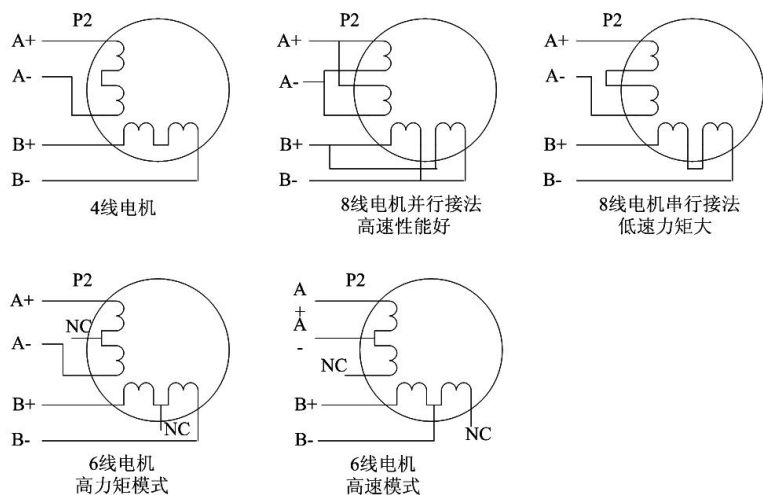 P2
A+
A-
B+
B-
4线电机
P2
A+
A-
B+
B-
8线电机并行接法
高速性能好
P2
A+
A-
B+
B-
8线电机串行接法
低速力矩大
P2
A+
NC
A-
B+
NC
B-
6线电机
高力矩模式
P2
A
+
A
-
NC
B+
NC
B-
6线电机
高速模式